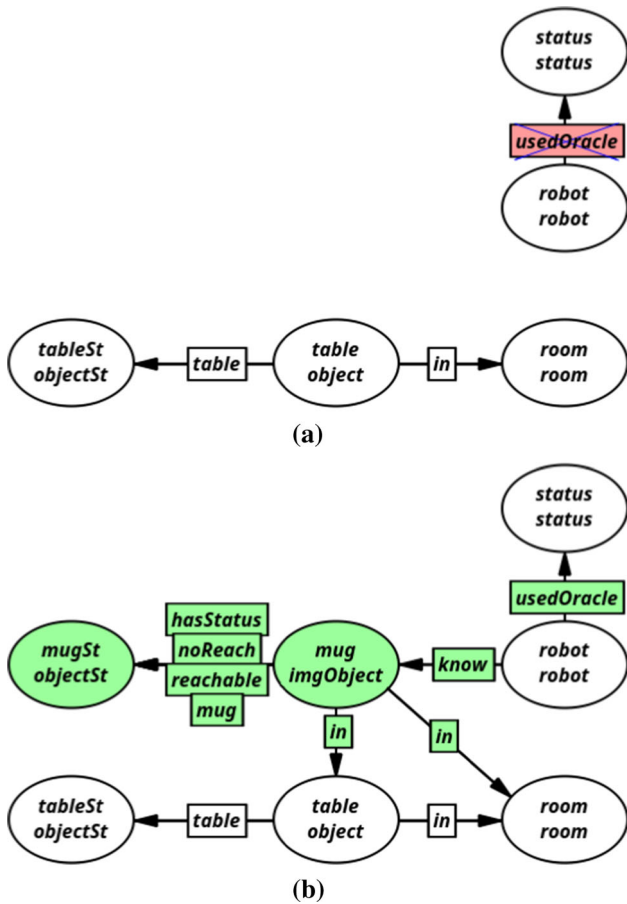 status
status
usedOracle
robot
robot
tableSt
objectSt
table
table
object
in
room
room
(a)
status
status
usedOracle
hasStatus
noReach
reachable
mug
mugSt
objectSt
mug
imgObject
know
robot
robot
in
in
tableSt
objectSt
table
table
object
in
room
room
(b)